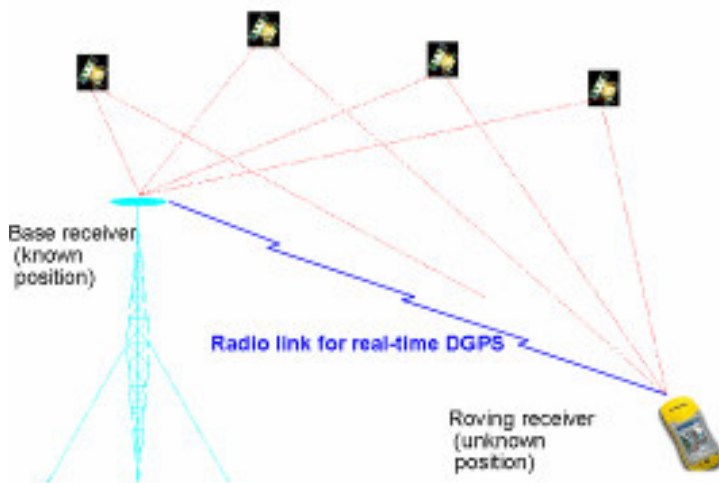 Base receiver
(known
position)
Radio link for real-time DGPS
Roving receiver
(unknown
position)